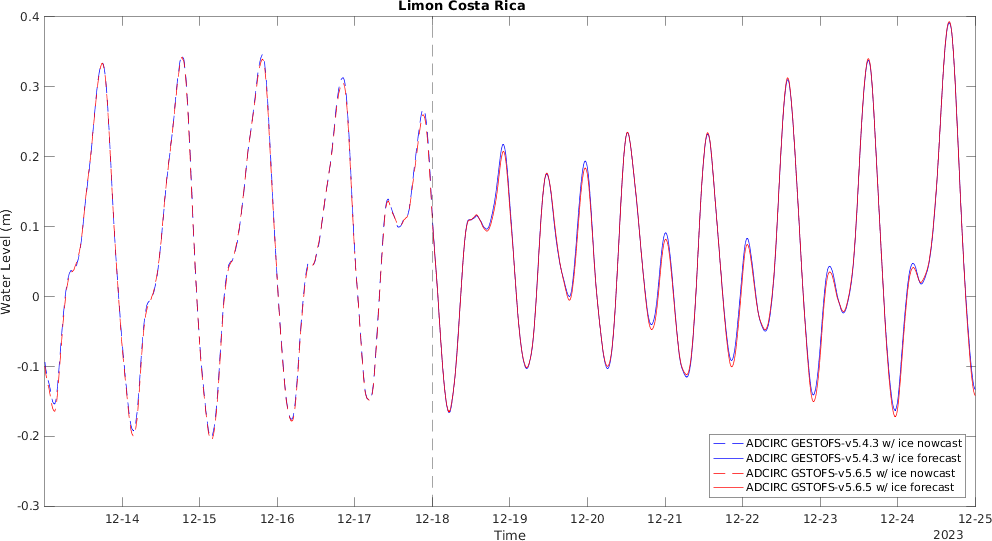 Limon Costa Rica
0.4
0.3
0.2
0.1
0
-0.1
-0.2
-0.3
Water Level (m)
ADCIRC GESTOFS-v5.4.3 w/ ice nowcast
ADCIRC GESTOFS-v5.4.3 w/ ice forecast
ADCIRC GSTOFS-v5.6.5 w/ ice nowcast
ADCIRC GSTOFS-v5.6.5 w/ ice forecast
12-14 12-15 12-16 12-17 12-18 12-19 12-20 12-21 12-22 12-23 12-24 12-25
Time
2023